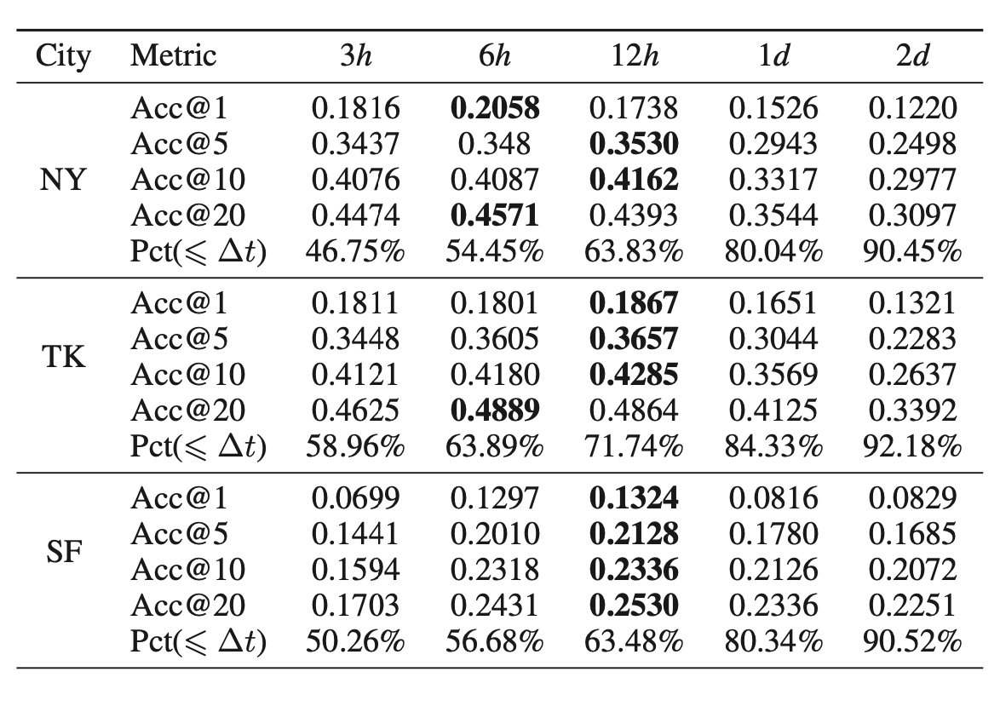 City Metric 3h 6h 12h 1d 2d
Acc@1 0.1816 0.2058 0.1738 0.1526 0.1220
Acc@5 0.3437 0.348 0.3530 0.2943 0.2498
NY Acc@10 0.4076 0.4087 0.4162 0.3317 0.2977
Acc@20 0.4474 0.4571 0.4393 0.3544 0.3097
Pct(⩽ Δt) 46.75% 54.45% 63.83% 80.04% 90.45%
Acc@1 0.1811 0.1801 0.1867 0.1651 0.1321
Acc@5 0.3448 0.3605 0.3657 0.3044 0.2283
TK Acc@10 0.4121 0.4180 0.4285 0.3569 0.2637
Acc@20 0.4625 0.4889 0.4864 0.4125 0.3392
Pct(⩽ Δt) 58.96% 63.89% 71.74% 84.33% 92.18%
Acc@1 0.0699 0.1297 0.1324 0.0816 0.0829
Acc@5 0.1441 0.2010 0.2128 0.1780 0.1685
SF Acc@10 0.1594 0.2318 0.2336 0.2126 0.2072
Acc@20 0.1703 0.2431 0.2530 0.2336 0.2251
Pct(⩽ Δt) 50.26% 56.68% 63.48% 80.34% 90.52%